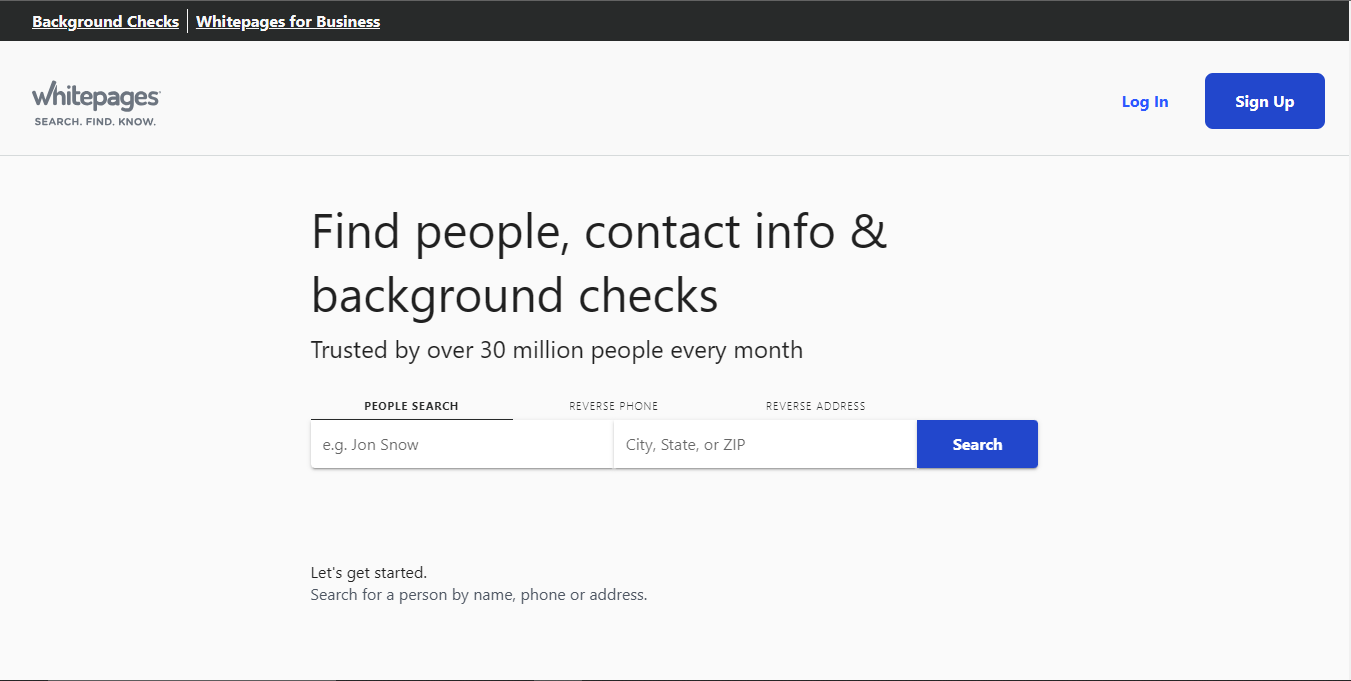 Background Checks Whitepages for Business
whitepages
SEARCH. FIND. KNOW.
Log In
Sign Up
Find people, contact info &
background checks
Trusted by over 30 million people every month
PEOPLE SEARCH REVERSE PHONE REVERSE ADDRESS
e.g. Jon Snow City, State, or ZIP Search
Let's get started.
Search for a person by name, phone or address.